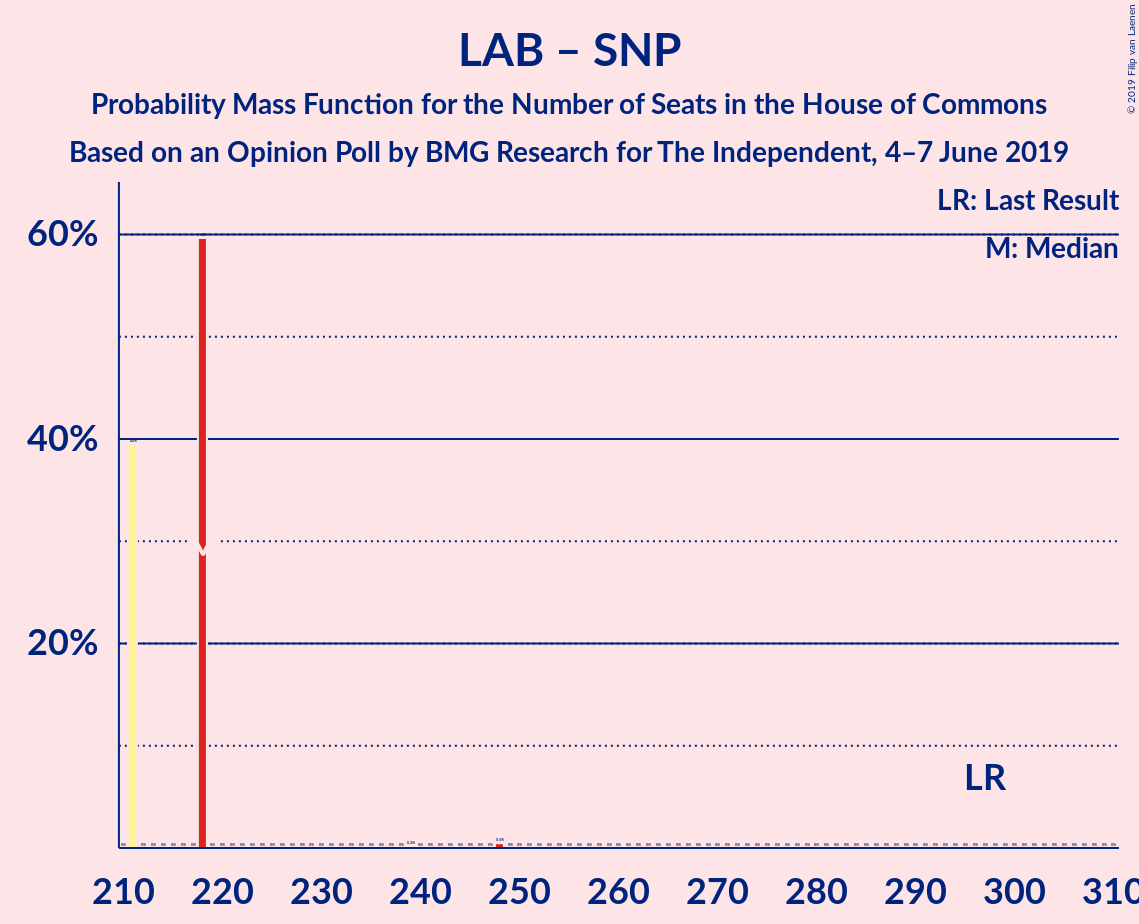 LAB – SNP
Probability Mass Function for the Number of Seats in the House of Commons
Based on an Opinion Poll by BMG Research for The Independent, 4–7 June 2019
© 2019 Filip van Laenen
LR: Last Result
M: Median
60%
40%
20%
LR
210 220 230 240 250 260 270 280 290 300 310